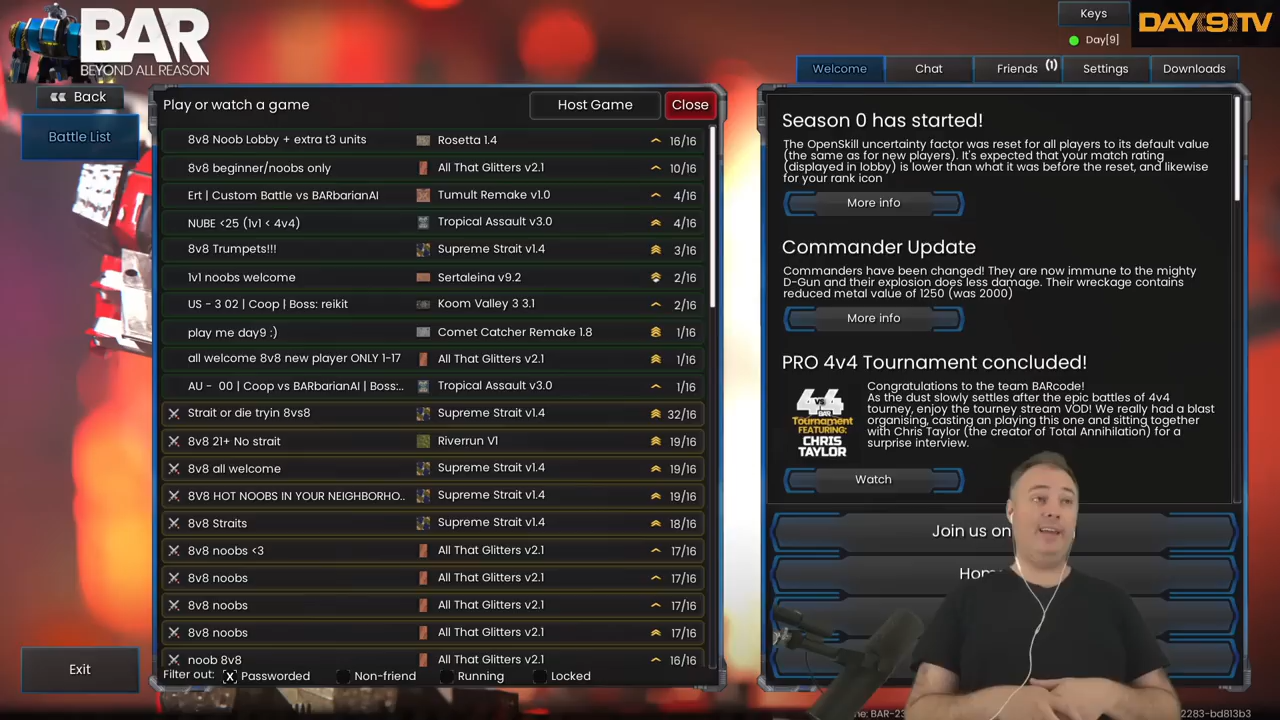 BAR
BEYOND ALL REASON
Keys
DAY[9]TV
Day[9]
Welcome
Chat
Friends (1)
Settings
Downloads
Back
Battle List
Exit
Play or watch a game
Host Game
Close
8v8 Noob Lobby + extra t3 units Rosetta 1.4 16/16
8v8 beginner/noobs only All That Glitters v2.1 10/16
Ert | Custom Battle vs BARbarianAI Tumult Remake v1.0 4/16
NUBE <25 (1v1 < 4v4) Tropical Assault v3.0 4/16
8v8 Trumpets!!! Supreme Strait v1.4 3/16
1v1 noobs welcome Sertaleina v9.2 2/16
US - 3 02 | Coop | Boss: reikit Koom Valley 3 3.1 2/16
play me day9 :) Comet Catcher Remake 1.8 1/16
all welcome 8v8 new player ONLY 1-17 All That Glitters v2.1 1/16
AU - 00 | Coop vs BARbarianAI | Boss:.. Tropical Assault v3.0 1/16
Strait or die tryin 8vs8 Supreme Strait v1.4 32/16
8v8 21+ No strait Riverrun V1 19/16
8v8 all welcome Supreme Strait v1.4 19/16
8V8 HOT NOOBS IN YOUR NEIGHBORHO.. Supreme Strait v1.4 19/16
8v8 Straits Supreme Strait v1.4 18/16
8v8 noobs <3 All That Glitters v2.1 17/16
8v8 noobs All That Glitters v2.1 17/16
8v8 noobs All That Glitters v2.1 17/16
8v8 noobs All That Glitters v2.1 17/16
noob 8v8 All That Glitters v2.1 16/16
Filter out: X Passworded Non-friend Running Locked
Season 0 has started!
The OpenSkill uncertainty factor was reset for all players to its default value
(the same as for new players). It's expected that your match rating
(displayed in lobby) is lower than what it was before the reset, and likewise
for your rank icon
More info
Commander Update
Commanders have been changed! They are now immune to the mighty
D-Gun and their explosion does less damage. Their wreckage contains
reduced metal value of 1250 (was 2000)
More info
PRO 4v4 Tournament concluded!
4 VS 4
BAR
Tournament
FEATURING:
CHRIS
TAYLOR
Congratulations to the team BARcode!
As the dust slowly settles after the epic battles of 4v4
tourney, enjoy the tourney stream VOD! We really had a blast
organising, casting an playing this one and sitting together
with Chris Taylor (the creator of Total Annihilation) for a
surprise interview.
Watch
Join us on
Hom
ne: BAR-23
2283-bd813b3